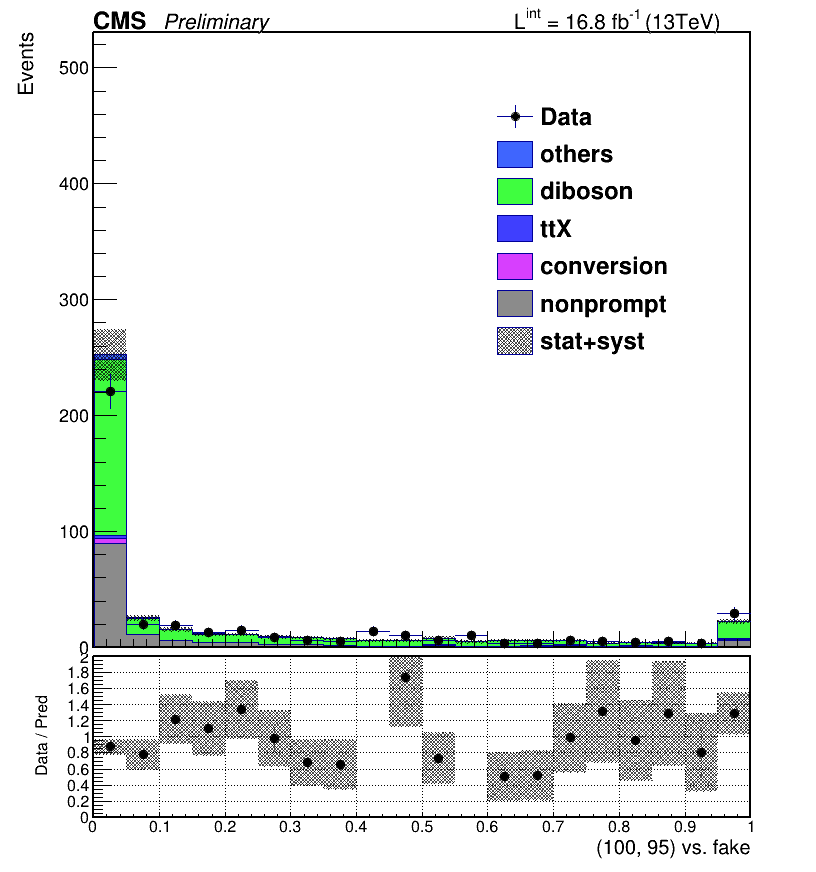 CMS Preliminary L^int = 16.8 fb^-1 (13TeV)
Events
500
400
300
200
100
0
Data
others
diboson
ttX
conversion
nonprompt
stat+syst
Data / Pred
2
1.8
1.6
1.4
1.2
1
0.8
0.6
0.4
0.2
0
0 0.1 0.2 0.3 0.4 0.5 0.6 0.7 0.8 0.9 1
(100, 95) vs. fake